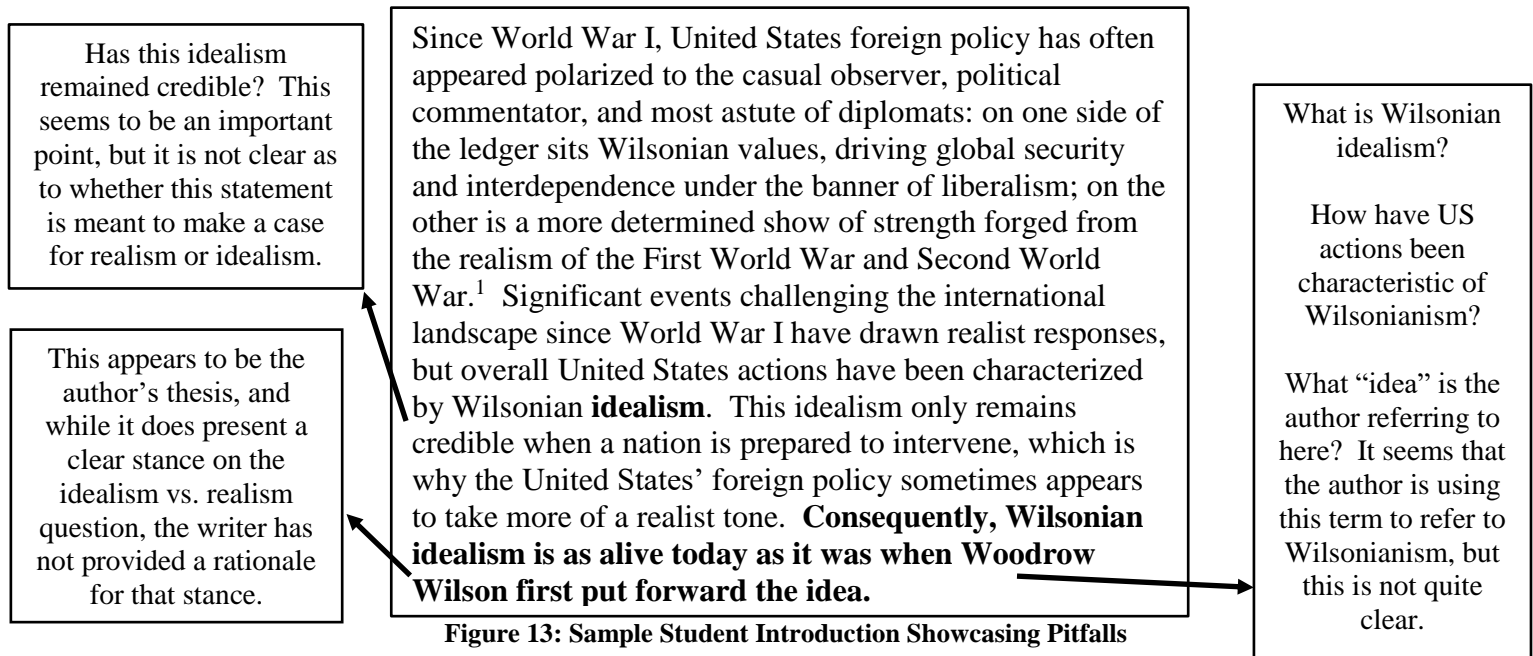 Has this idealism
remained credible?  This
seems to be an important
point, but it is not clear as
to whether this statement
is meant to make a case
for realism or idealism.
This appears to be the
author’s thesis, and
while it does present a
clear stance on the
idealism vs. realism
question, the writer has
not provided a rationale
for that stance.
Since World War I, United States foreign policy has often
appeared polarized to the casual observer, political
commentator, and most astute of diplomats: on one side of
the ledger sits Wilsonian values, driving global security
and interdependence under the banner of liberalism; on the
other is a more determined show of strength forged from
the realism of the First World War and Second World
War.1  Significant events challenging the international
landscape since World War I have drawn realist responses,
but overall United States actions have been characterized
by Wilsonian idealism.  This idealism only remains
credible when a nation is prepared to intervene, which is
why the United States’ foreign policy sometimes appears
to take more of a realist tone.  Consequently, Wilsonian
idealism is as alive today as it was when Woodrow
Wilson first put forward the idea.
What is Wilsonian
idealism?
How have US
actions been
characteristic of
Wilsonianism?
What “idea” is the
author referring to
here?  It seems that
the author is using
this term to refer to
Wilsonianism, but
this is not quite
clear.
Figure 13: Sample Student Introduction Showcasing Pitfalls